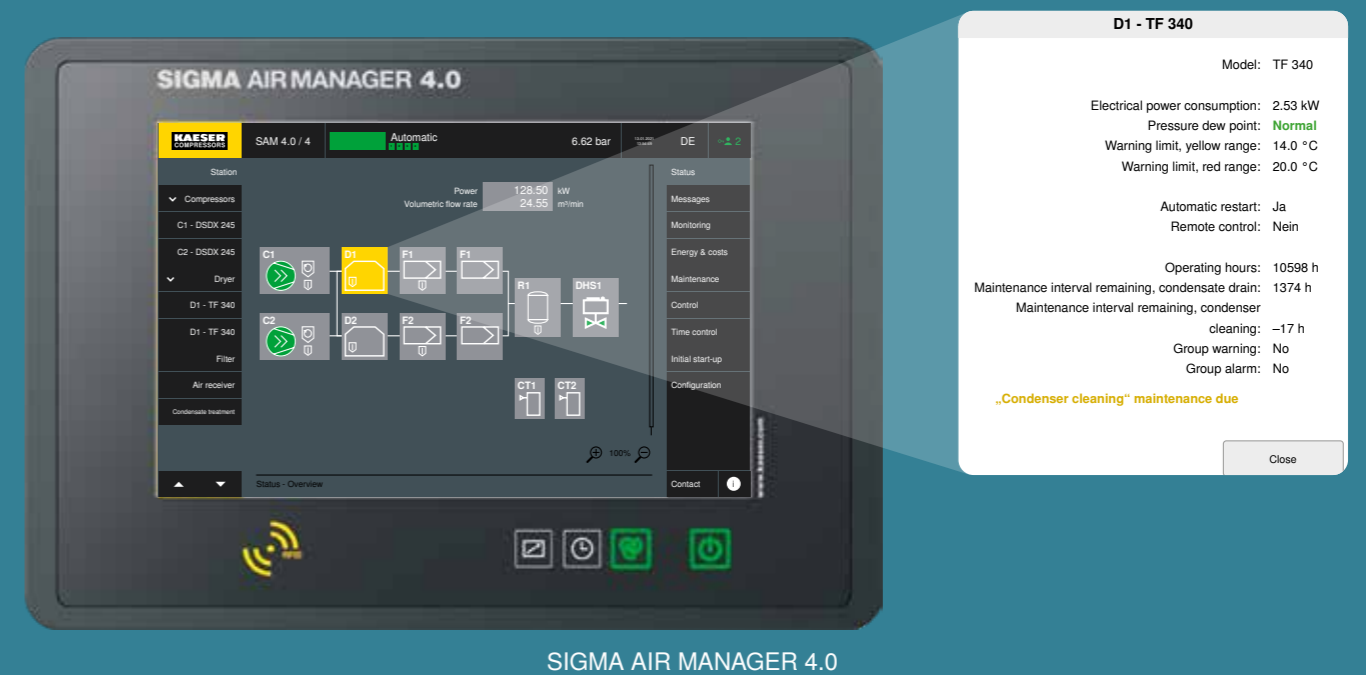 SIGMA AIR MANAGER 4.0
KAESER
COMPRESSORS
SAM 4.0 / 4
Automatic
6.62 bar
DE
2
Station
Compressors
C1 - DSDX 245
C2 - DSDX 245
Dryer
D1 - TF 340
D1 - TF 340
Filter
Air receiver
Condensate treatment
Power 128.50 kW
Volumetric flow rate 24.55 m³/min
C1 D1 F1 F1
R1 DHS1
C2 D2 F2 F2
CT1 CT2
100%
Status - Overview
Status
Messages
Monitoring
Energy & costs
Maintenance
Control
Time control
Initial start-up
Configuration
Contact
i
www.kaeser.com
RFID
D1 - TF 340
Model: TF 340
Electrical power consumption: 2.53 kW
Pressure dew point: Normal
Warning limit, yellow range: 14.0 °C
Warning limit, red range: 20.0 °C
Automatic restart: Ja
Remote control: Nein
Operating hours: 10598 h
Maintenance interval remaining, condensate drain: 1374 h
Maintenance interval remaining, condenser
cleaning: –17 h
Group warning: No
Group alarm: No
„Condenser cleaning“ maintenance due
Close
SIGMA AIR MANAGER 4.0